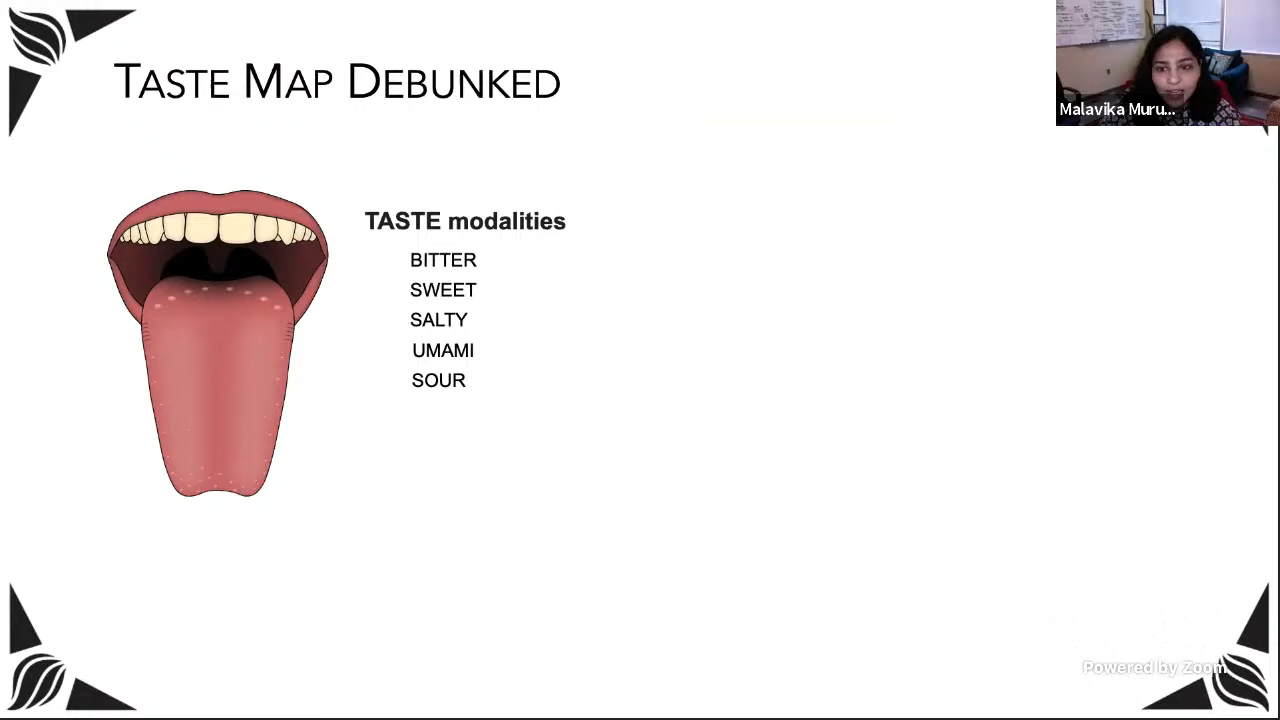 TASTE MAP DEBUNKED
Malavika Muru...
TASTE modalities
BITTER
SWEET
SALTY
UMAMI
SOUR
Powered by Zoom